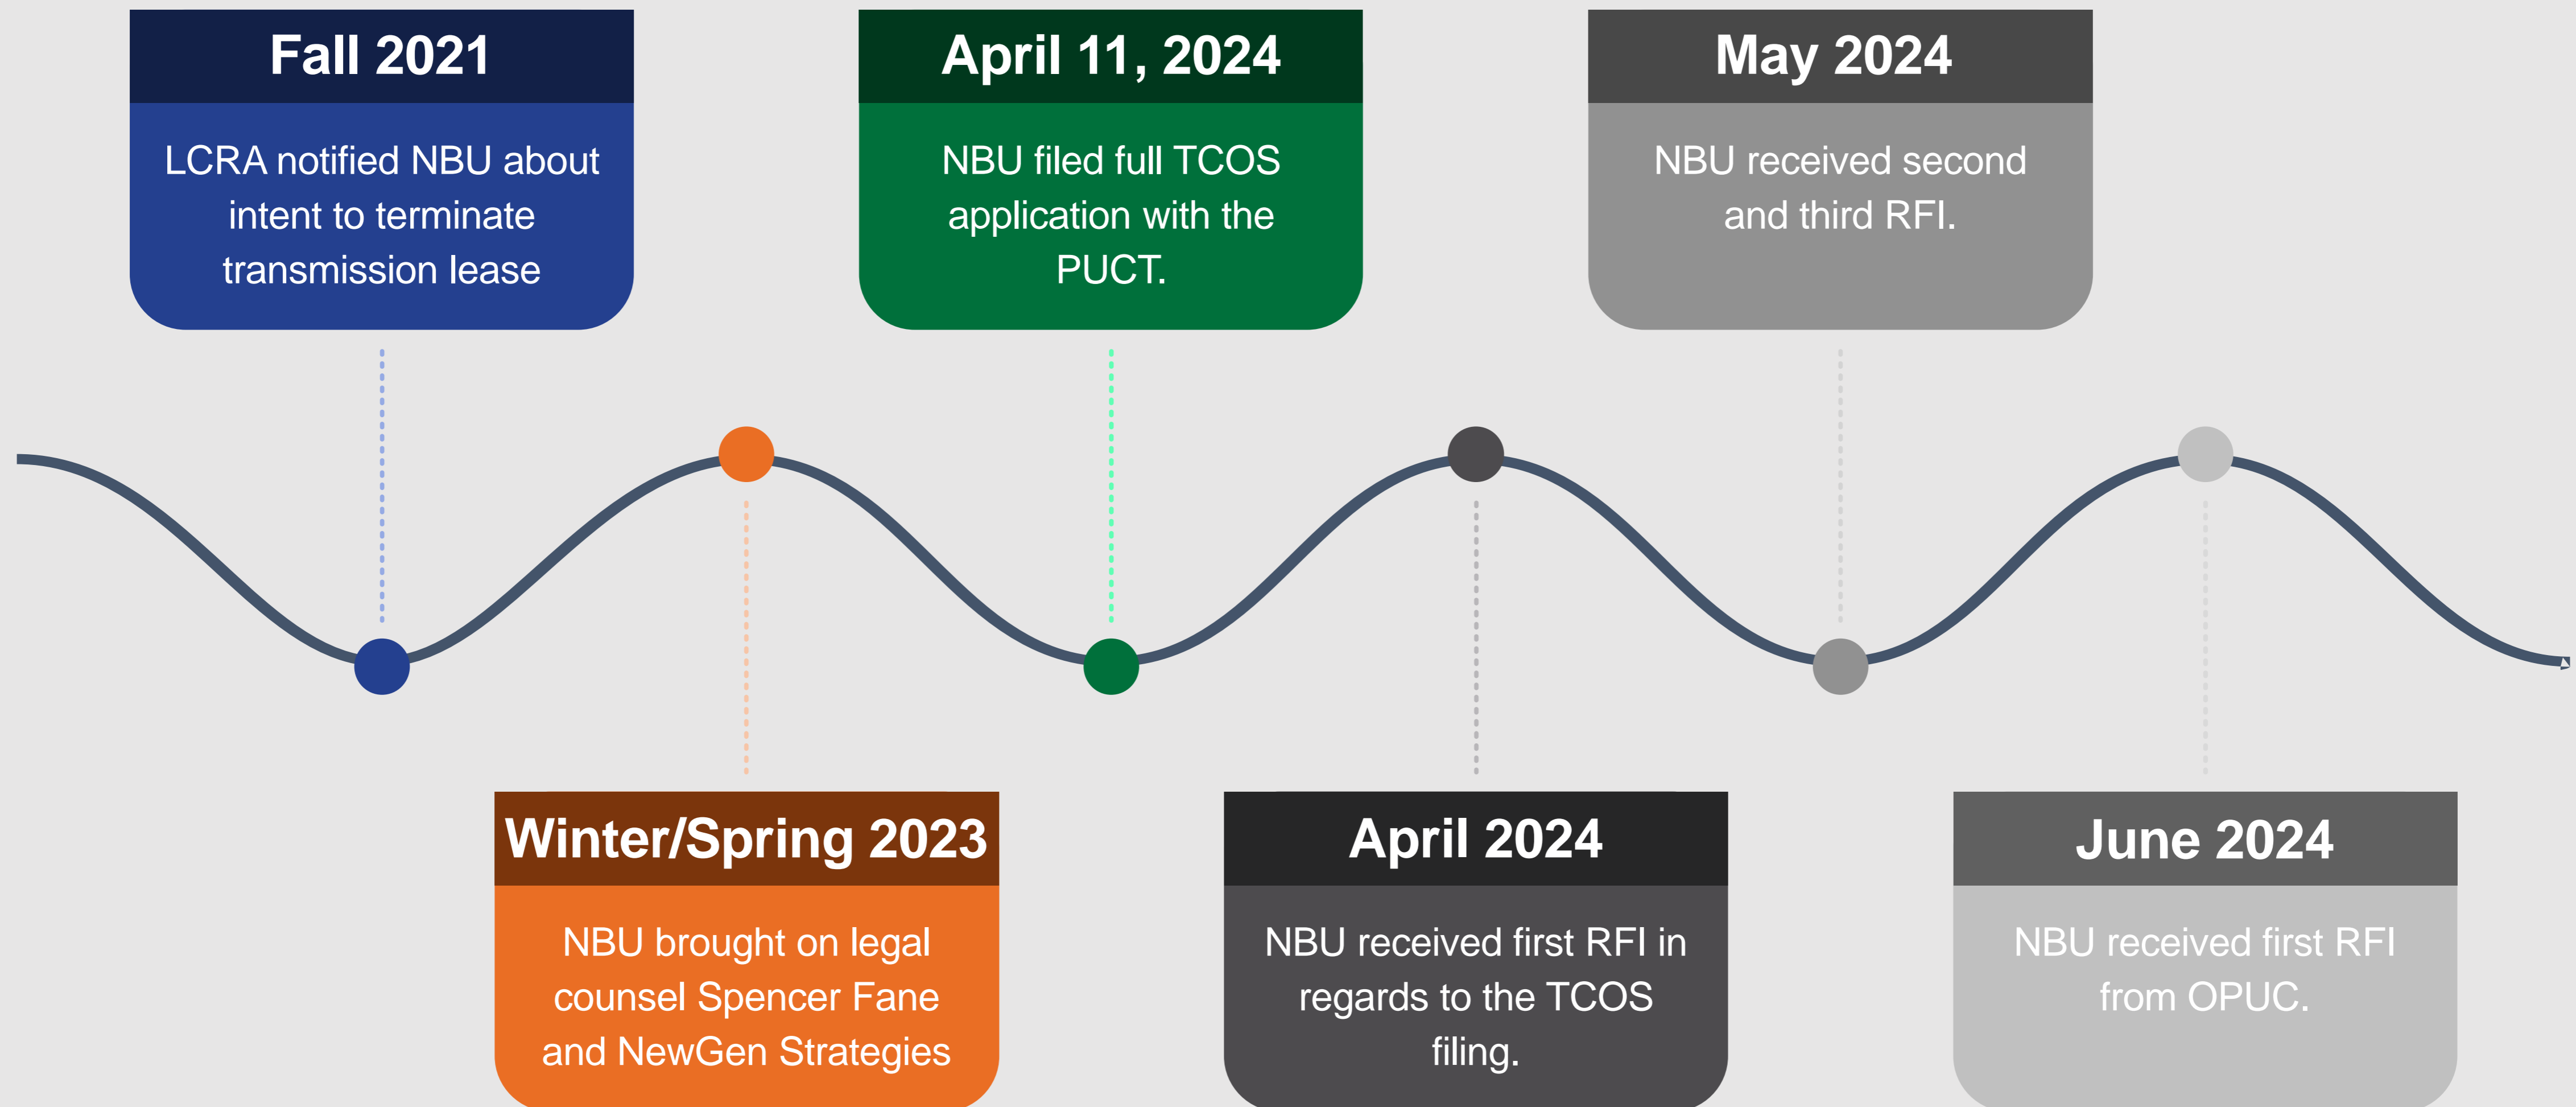 Fall 2021
LCRA notified NBU about
intent to terminate
transmission lease
Winter/Spring 2023
NBU brought on legal
counsel Spencer Fane
and NewGen Strategies
April 11, 2024
NBU filed full TCOS
application with the
PUCT.
April 2024
NBU received first RFI in
regards to the TCOS
filing.
May 2024
NBU received second
and third RFI.
June 2024
NBU received first RFI
from OPUC.